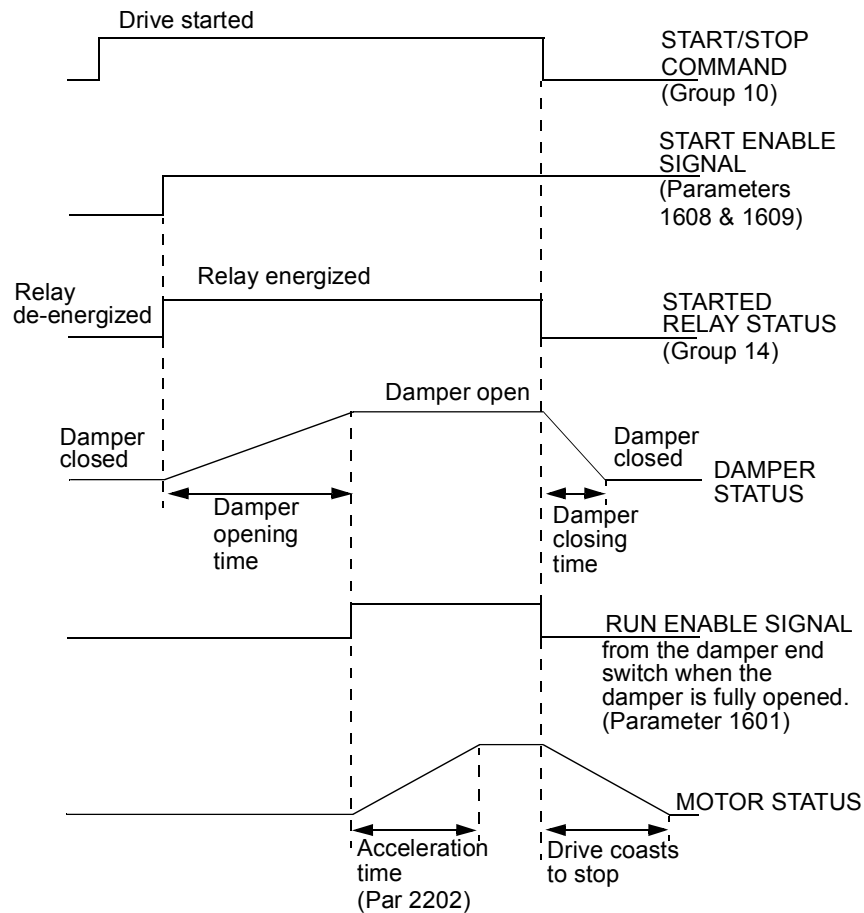 Drive started
START/STOP
COMMAND
(Group 10)
START ENABLE
SIGNAL
(Parameters
1608 & 1609)
Relay
de-energized
Relay energized
STARTED
RELAY STATUS
(Group 14)
Damper open
Damper
closed
Damper
closed
DAMPER
STATUS
Damper
opening
time
Damper
closing
time
RUN ENABLE SIGNAL
from the damper end
switch when the
damper is fully opened.
(Parameter 1601)
MOTOR STATUS
Acceleration
time
(Par 2202)
Drive coasts
to stop